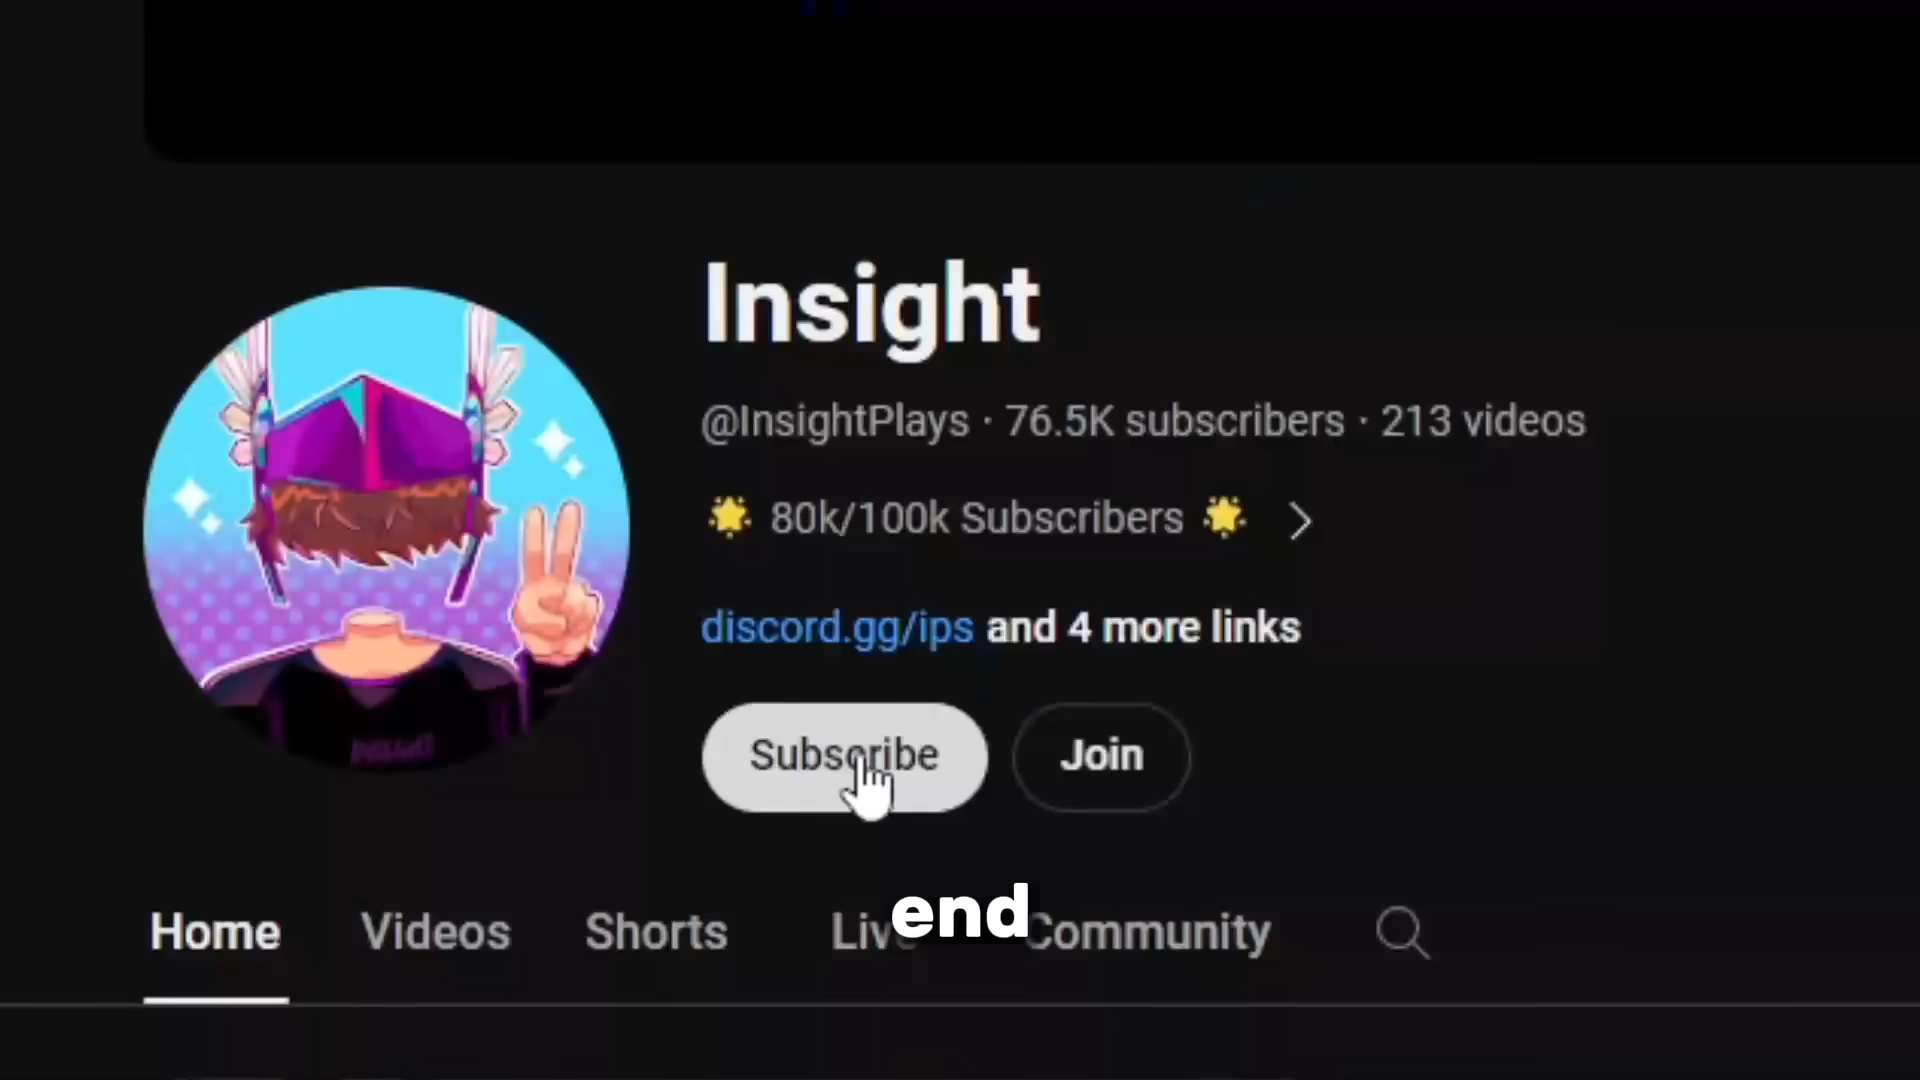 Insight
@InsightPlays · 76.5K subscribers · 213 videos
🌟 80k/100k Subscribers 🌟
discord.gg/ips and 4 more links
Subscribe Join
Home Videos Shorts Live Community
end